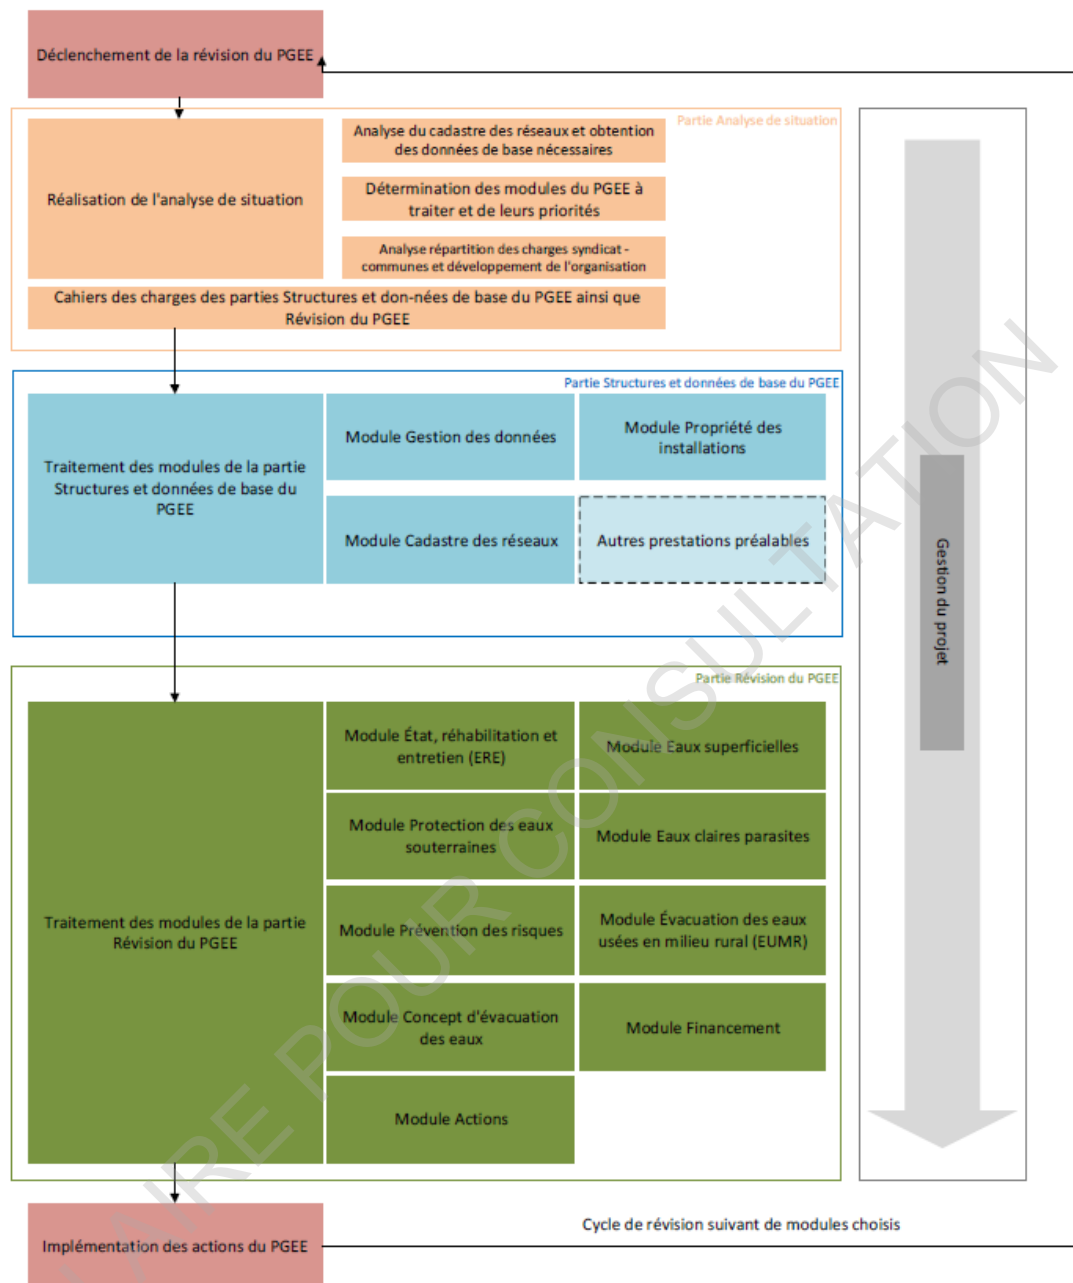 Déclenchement de la révision du PGEE
Partie Analyse de situation
Réalisation de l'analyse de situation
Analyse du cadastre des réseaux et obtention
des données de base nécessaires
Détermination des modules du PGEE à
traiter et de leurs priorités
Analyse répartition des charges syndicat -
communes et développement de l'organisation
Cahiers des charges des parties Structures et don-nées de base du PGEE ainsi que
Révision du PGEE
Partie Structures et données de base du PGEE
Traitement des modules de la partie
Structures et données de base du
PGEE
Module Gestion des données
Module Propriété des
installations
Module Cadastre des réseaux
Autres prestations préalables
Partie Révision du PGEE
Traitement des modules de la partie
Révision du PGEE
Module État, réhabilitation et
entretien (ERE)
Module Eaux superficielles
Module Protection des eaux
souterraines
Module Eaux claires parasites
Module Prévention des risques
Module Évacuation des eaux
usées en milieu rural (EUMR)
Module Concept d'évacuation
des eaux
Module Financement
Module Actions
Gestion du projet
Implémentation des actions du PGEE
Cycle de révision suivant de modules choisis
AIRE POUR CONSULTATION